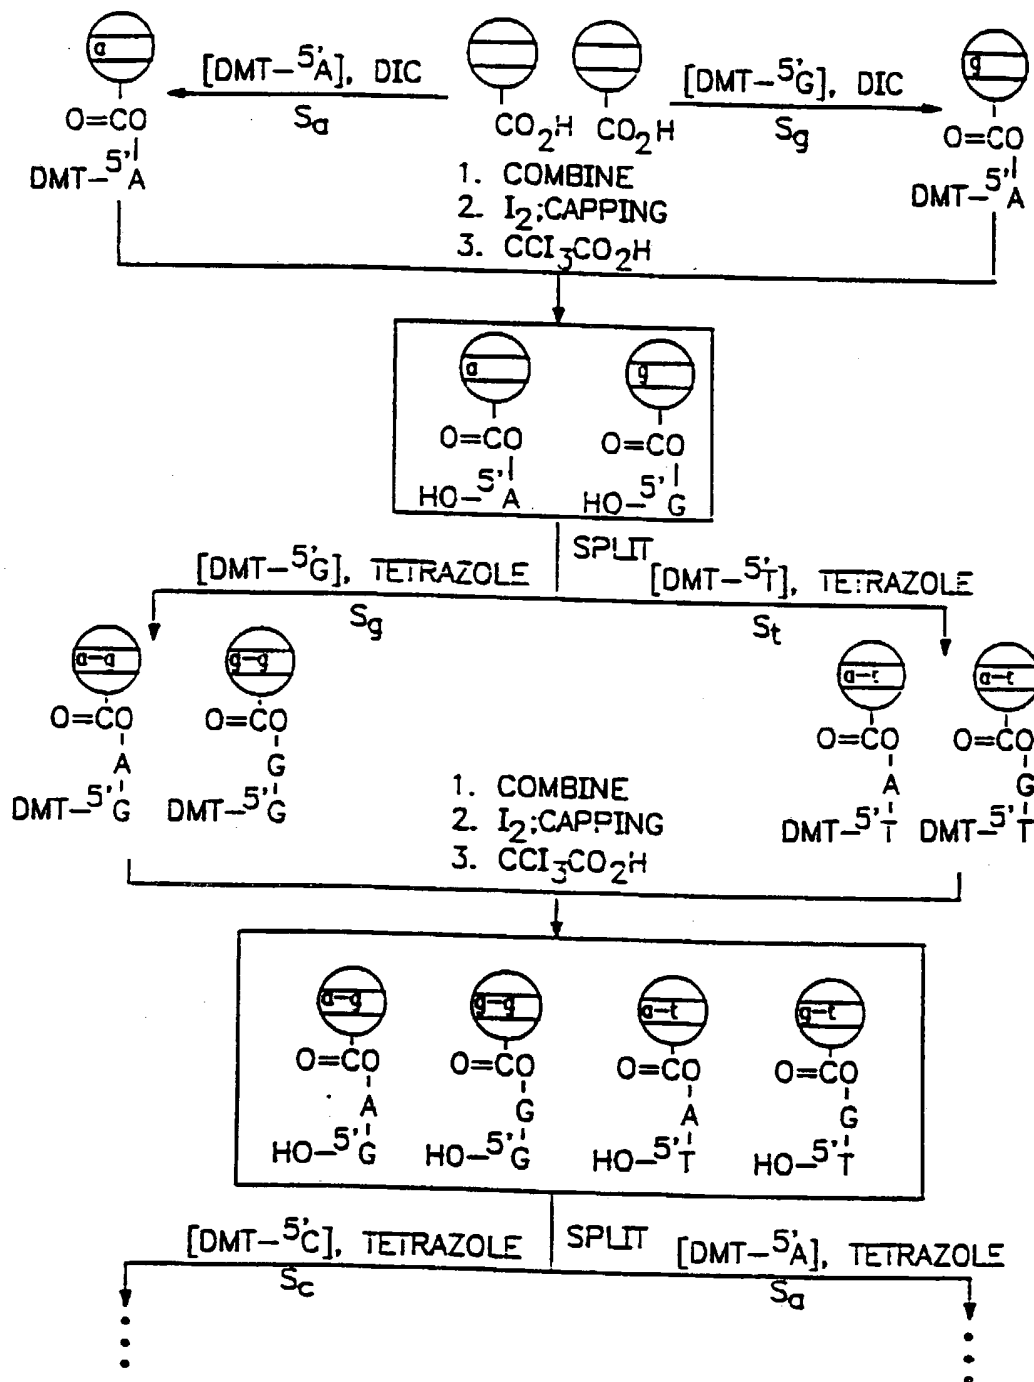 a
[DMT-5'A], DIC
Sa
[DMT-5'G], DIC
Sg
g
CO2H CO2H
O=CO
DMT-5'A
O=CO
DMT-5'A
1. COMBINE
2. I2;CAPPING
3. CCl3CO2H
a g
O=CO O=CO
HO-5'A HO-5'G
SPLIT
[DMT-5'G], TETRAZOLE
Sg
[DMT-5'T], TETRAZOLE
St
a-g g-g a-t a-t
O=CO O=CO O=CO O=CO
A G A G
DMT-5'G DMT-5'G DMT-5'T DMT-5'T
1. COMBINE
2. I2;CAPPING
3. CCl3CO2H
a-g g-g a-t g-t
O=CO O=CO O=CO O=CO
A G A G
HO-5'G HO-5'G HO-5'T HO-5'T
SPLIT
[DMT-5'C], TETRAZOLE
Sc
[DMT-5'A], TETRAZOLE
Sa